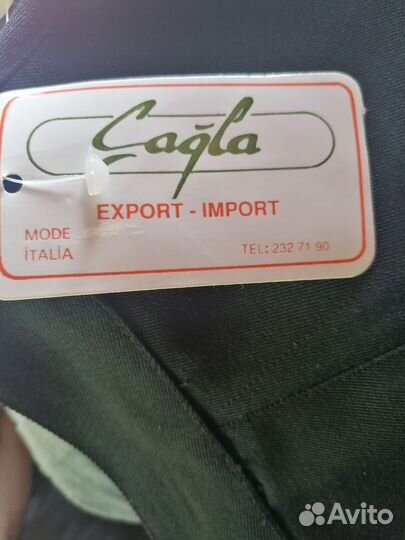 Çağla
EXPORT - IMPORT
MODE
İTALİA
TEL: 232 71 90
Avito